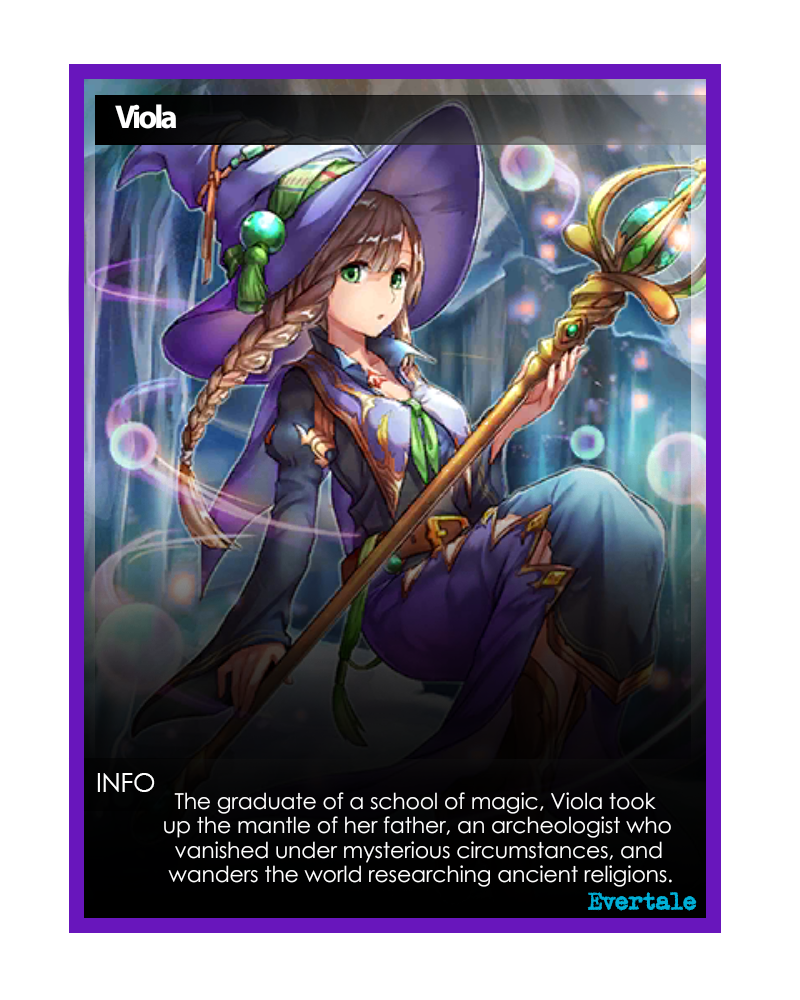 Viola
INFO
The graduate of a school of magic, Viola took
up the mantle of her father, an archeologist who
vanished under mysterious circumstances, and
wanders the world researching ancient religions.
Evertale